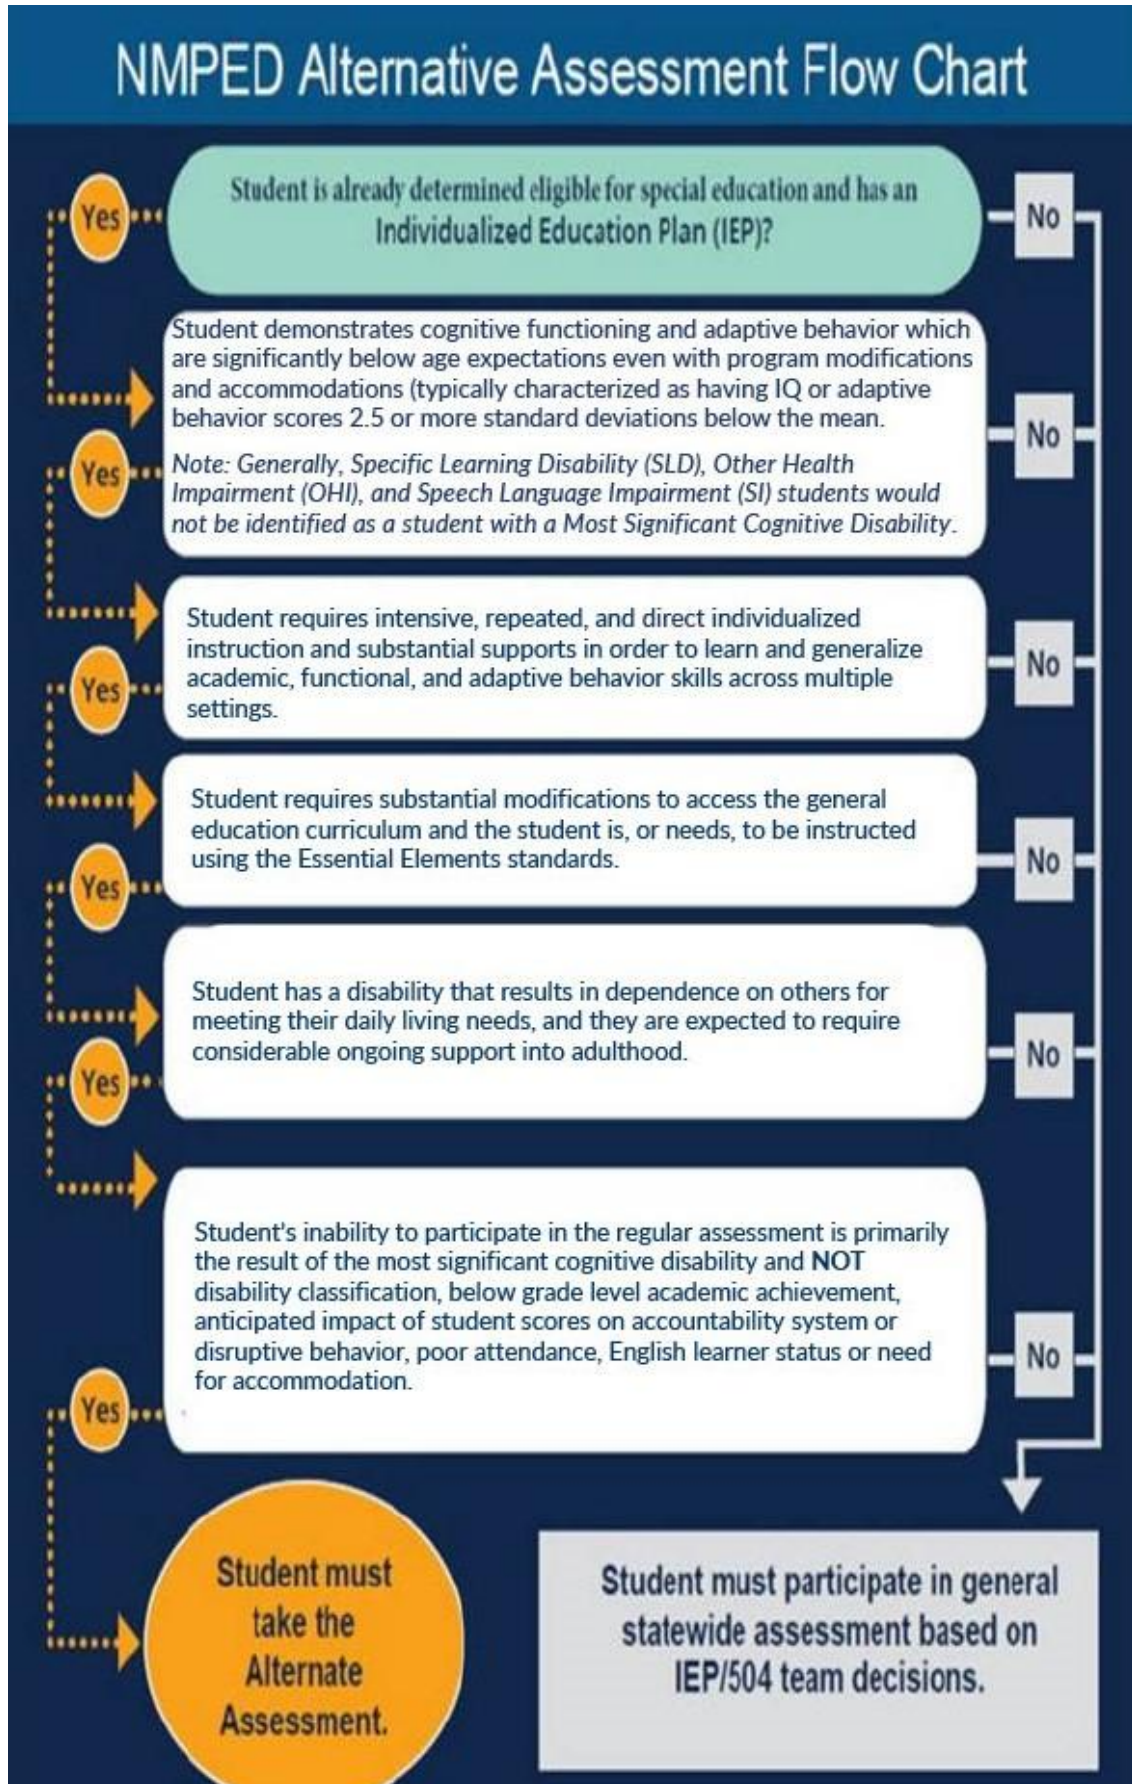 NMPED Alternative Assessment Flow Chart
Student is already determined eligible for special education and has an
Individualized Education Plan (IEP)?
Yes
No
Student demonstrates cognitive functioning and adaptive behavior which
are significantly below age expectations even with program modifications
and accommodations (typically characterized as having IQ or adaptive
behavior scores 2.5 or more standard deviations below the mean.
Note: Generally, Specific Learning Disability (SLD), Other Health
Impairment (OHI), and Speech Language Impairment (SI) students would
not be identified as a student with a Most Significant Cognitive Disability.
Yes
No
Student requires intensive, repeated, and direct individualized
instruction and substantial supports in order to learn and generalize
academic, functional, and adaptive behavior skills across multiple
settings.
Yes
No
Student requires substantial modifications to access the general
education curriculum and the student is, or needs, to be instructed
using the Essential Elements standards.
Yes
No
Student has a disability that results in dependence on others for
meeting their daily living needs, and they are expected to require
considerable ongoing support into adulthood.
Yes
No
Student's inability to participate in the regular assessment is primarily
the result of the most significant cognitive disability and NOT
disability classification, below grade level academic achievement,
anticipated impact of student scores on accountability system or
disruptive behavior, poor attendance, English learner status or need
for accommodation.
Yes
No
Student must
take the
Alternate
Assessment.
Student must participate in general
statewide assessment based on
IEP/504 team decisions.